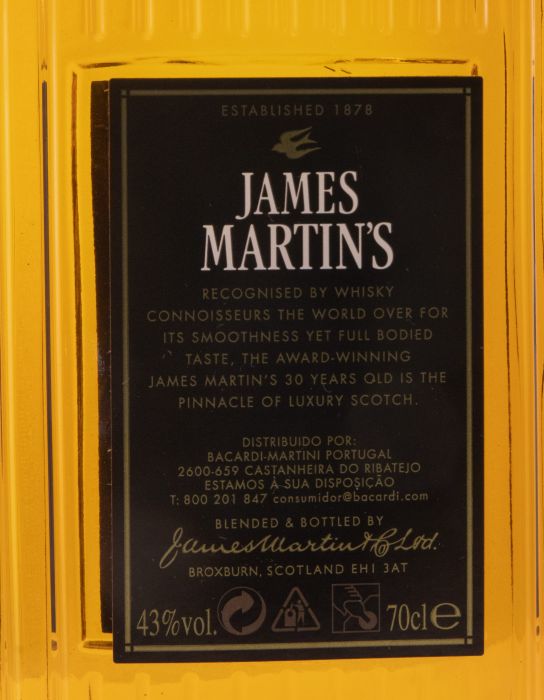 ESTABLISHED 1878
JAMES
MARTIN'S
RECOGNISED BY WHISKY
CONNOISSEURS THE WORLD OVER FOR
ITS SMOOTHNESS YET FULL BODIED
TASTE, THE AWARD-WINNING
JAMES MARTIN'S 30 YEARS OLD IS THE
PINNACLE OF LUXURY SCOTCH.
DISTRIBUIDO POR:
BACARDI-MARTINI PORTUGAL
2600-659 CASTANHEIRA DO RIBATEJO
ESTAMOS À SUA DISPOSIÇÃO
T: 800 201 847 consumidor@bacardi.com
BLENDED & BOTTLED BY
James Martin & Co Ltd.
BROXBURN, SCOTLAND EH1 3AT
43%vol. 70cl e